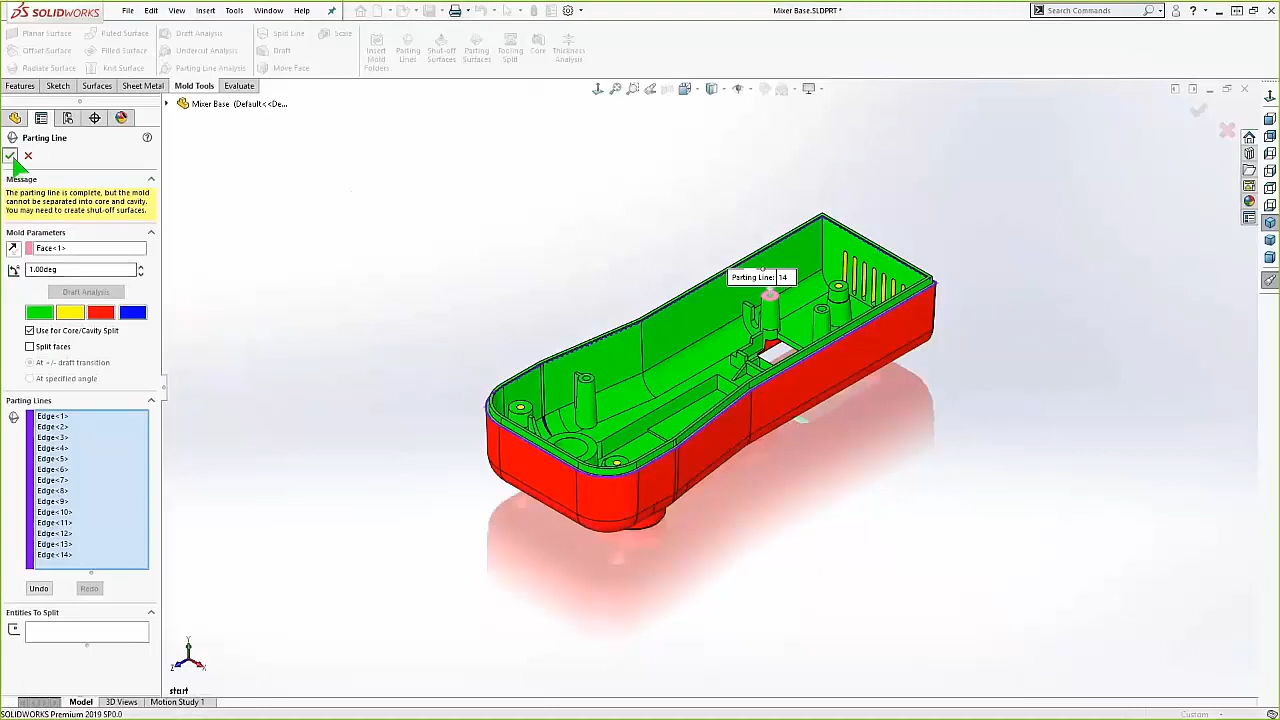 SOLIDWORKS File Edit View Insert Tools Window Help Mixer Base.SLDPRT * Search Commands
Planar Surface Ruled Surface Draft Analysis Split Line Scale
Offset Surface Filled Surface Undercut Analysis Draft
Radiate Surface Knit Surface Parting Line Analysis Move Face
Insert Mold Folders
Parting Lines
Shut-off Surfaces
Parting Surfaces
Tooling Split
Core
Thickness Analysis
Features Sketch Surfaces Sheet Metal Mold Tools Evaluate
Mixer Base (Default<<De...
Parting Line
Message
The parting line is complete, but the mold
cannot be separated into core and cavity.
You may need to create shut-off surfaces.
Mold Parameters
Face<1>
1.00deg
Draft Analysis
Use for Core/Cavity Split
Split faces
At +/- draft transition
At specified angle
Parting Lines
Edge<1>
Edge<2>
Edge<3>
Edge<4>
Edge<5>
Edge<6>
Edge<7>
Edge<8>
Edge<9>
Edge<10>
Edge<11>
Edge<12>
Edge<13>
Edge<14>
Undo Redo
Entities To Split
Parting Line: 14
Y
Z X
start
Model 3D Views Motion Study 1
SOLIDWORKS Premium 2019 SP0.0 Custom